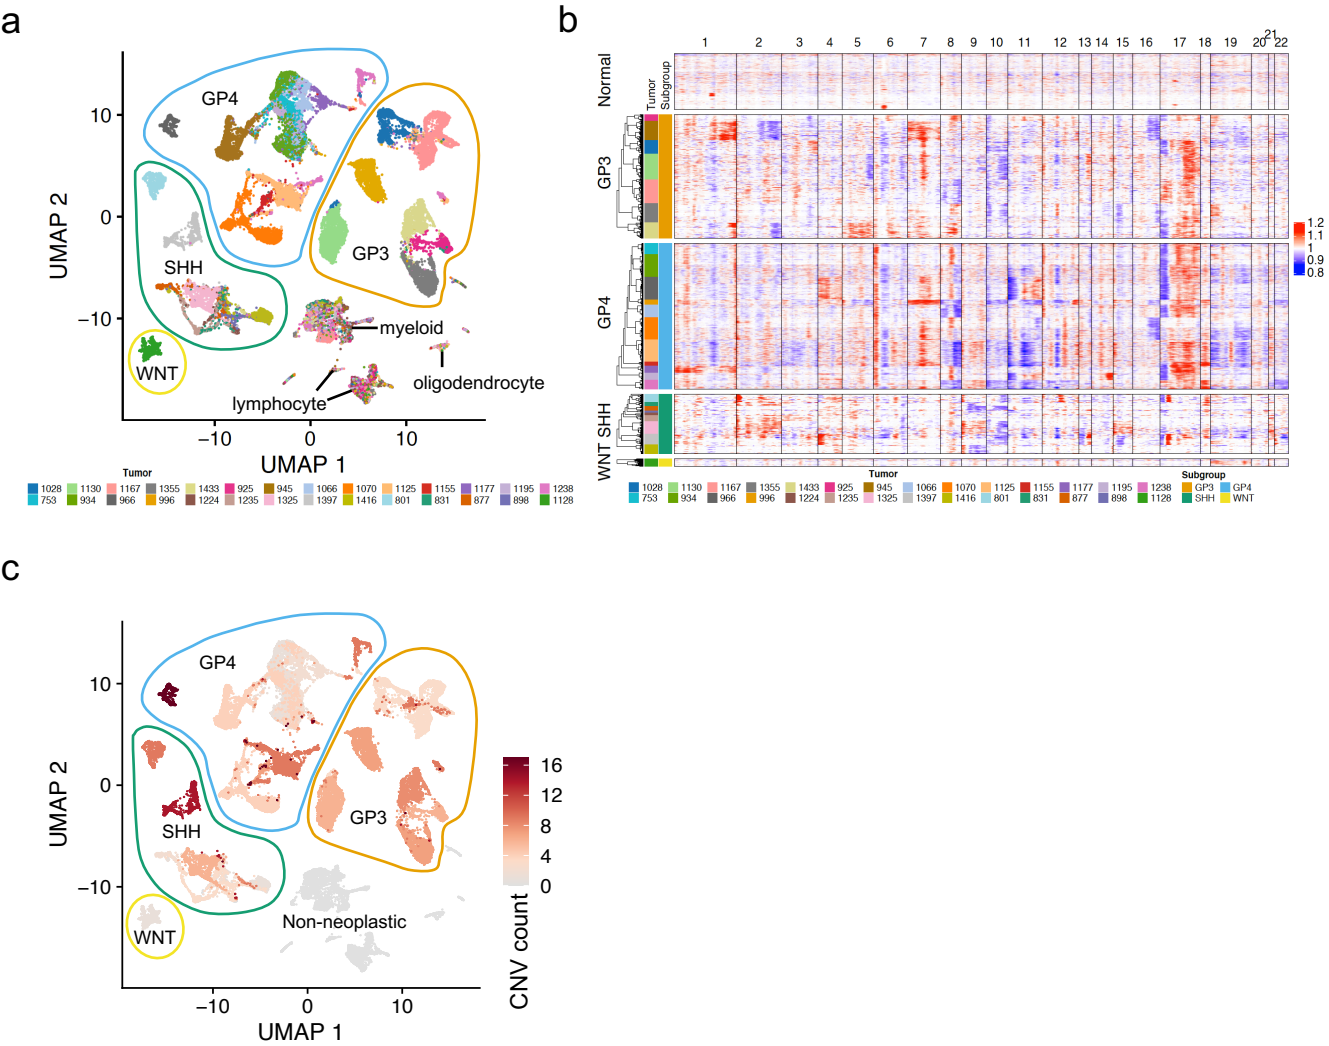 a
GP4
10
0
−10
UMAP 2
SHH
GP3
WNT
myeloid
oligodendrocyte
lymphocyte
−10 0 10
UMAP 1
Tumor
1028 1130 1167 1355 1433 925 945 1066 1070 1125 1155 1177 1195 1238
753 934 966 996 1224 1235 1325 1397 1416 801 831 877 898 1128
b
1 2 3 4 5 6 7 8 9 10 11 12 13 14 15 16 17 18 19 20 21 22
Normal
Tumor
Subgroup
GP3
GP4
SHH
WNT
1.2
1.1
1
0.9
0.8
Tumor
1028 1130 1167 1355 1433 925 945 1066 1070 1125 1155 1177 1195 1238
753 934 966 996 1224 1235 1325 1397 1416 801 831 877 898 1128
Subgroup
GP3 GP4
SHH WNT
c
GP4
10
0
−10
UMAP 2
SHH
GP3
WNT
Non-neoplastic
−10 0 10
UMAP 1
CNV count
16
12
8
4
0